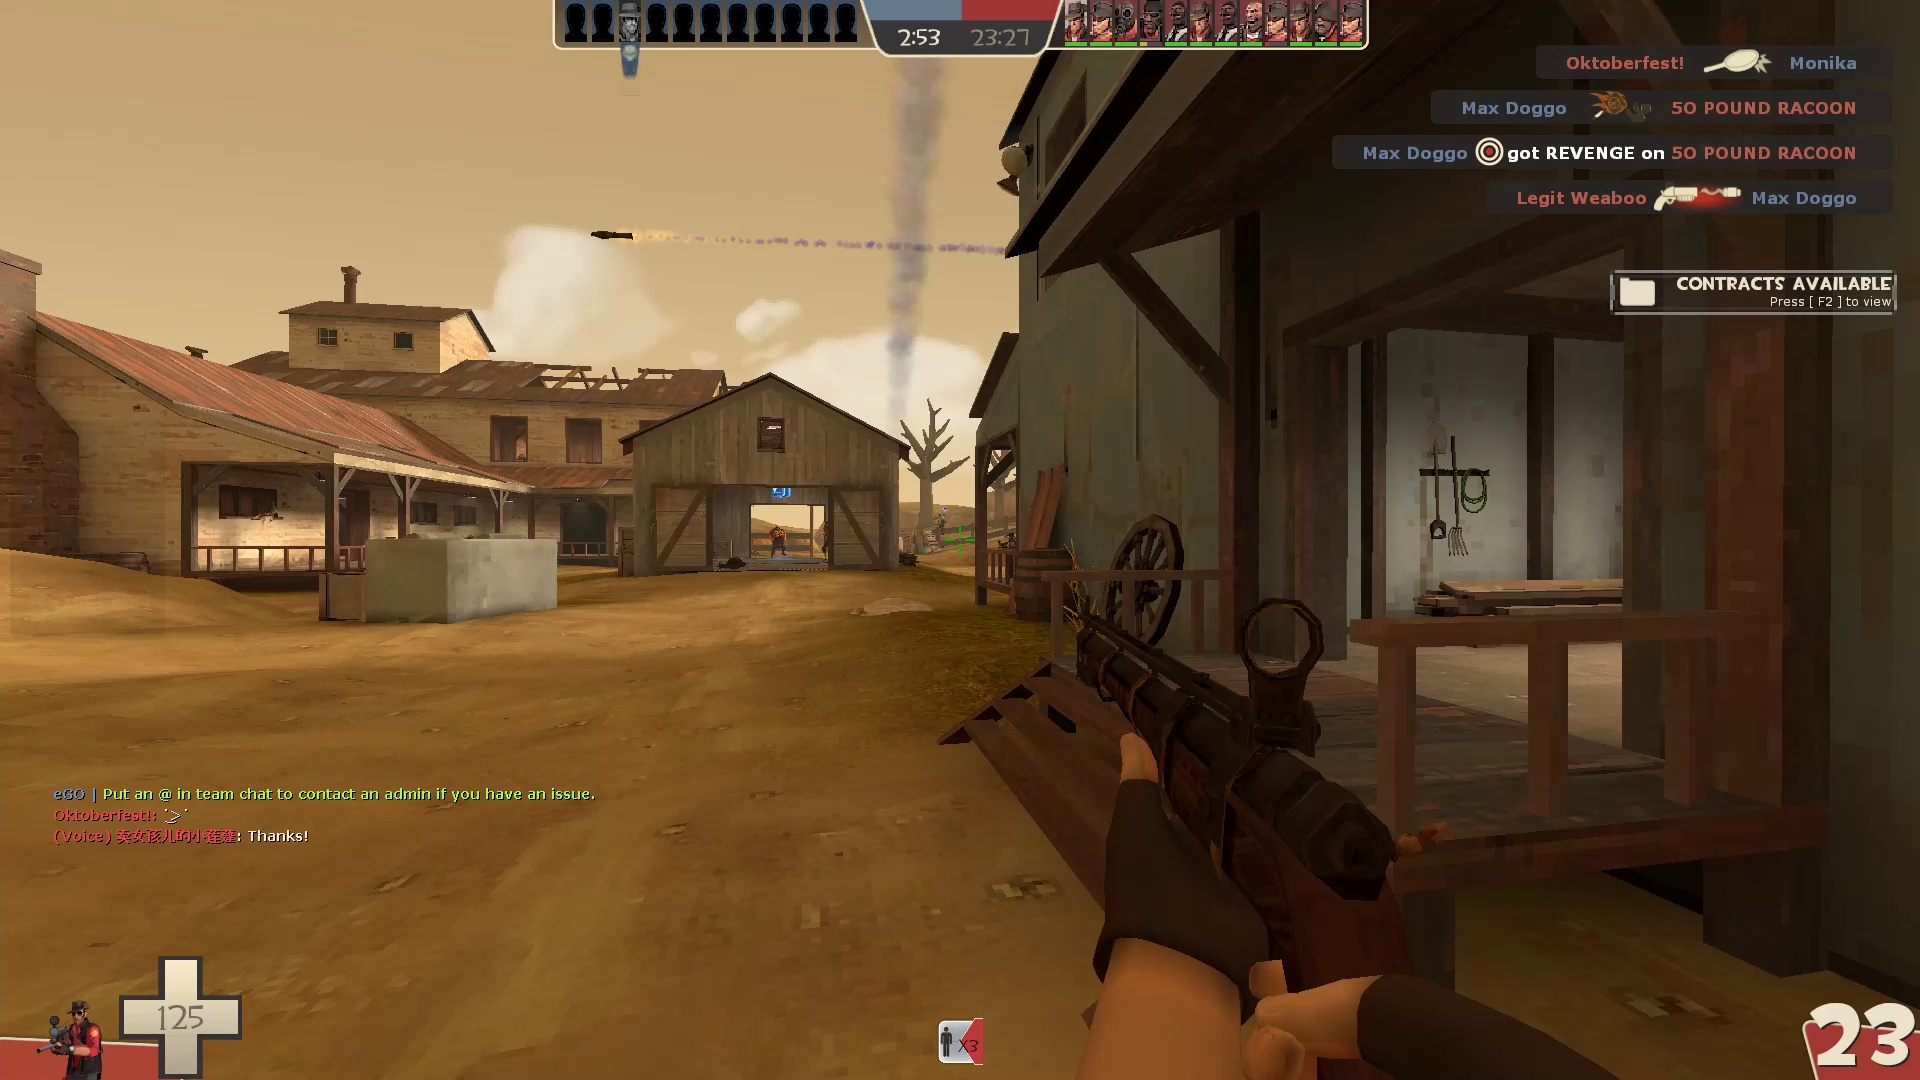 2:53 23:27
Oktoberfest! Monika
Max Doggo 50 POUND RACOON
Max Doggo got REVENGE on 50 POUND RACOON
Legit Weaboo Max Doggo
CONTRACTS AVAILABLE
Press [ F2 ] to view
eGO | Put an @ in team chat to contact an admin if you have an issue.
Oktoberfest!:
(Voice) 卖女孩儿的小莲蓬: Thanks!
125
X3
23